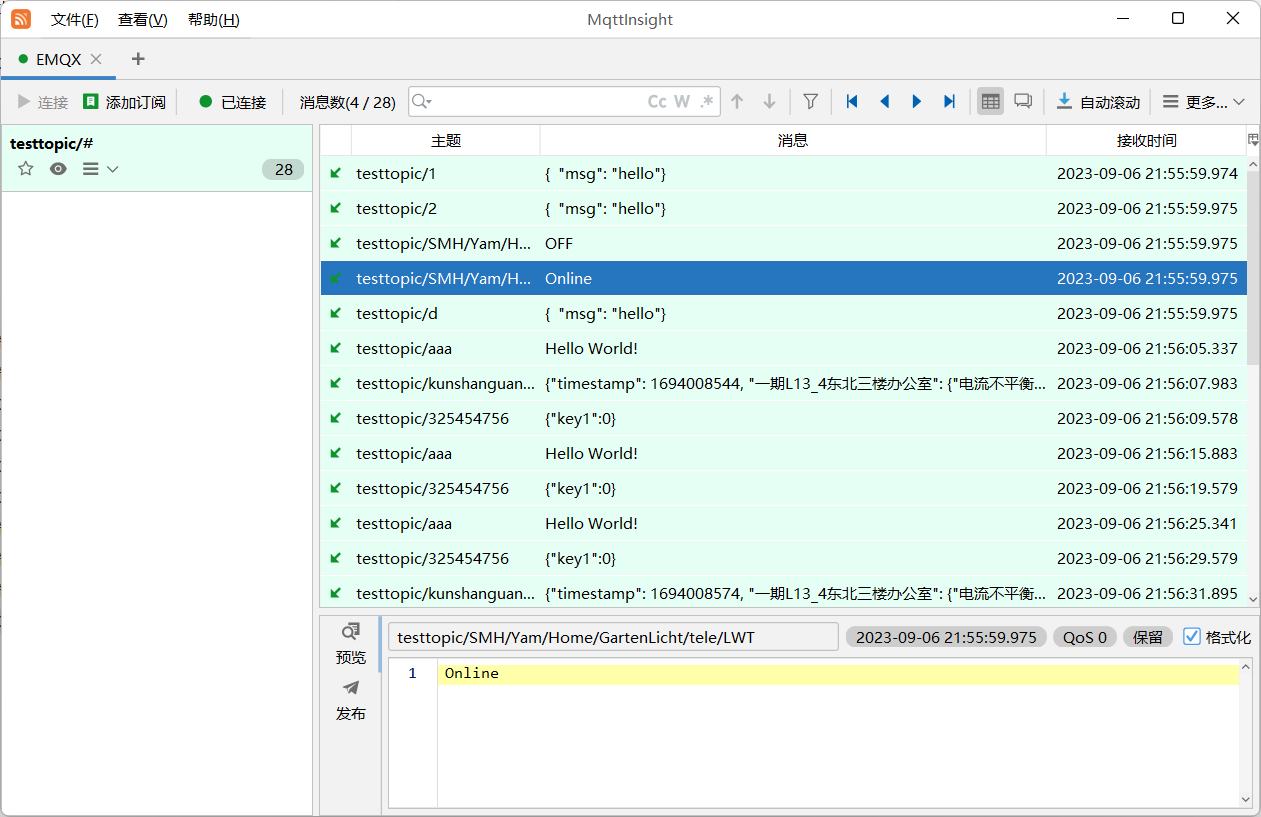 文件(F) 查看(V) 帮助(H) MqttInsight
EMQX
连接 添加订阅 已连接 消息数(4 / 28) Cc W .* 自动滚动 更多...
testtopic/#
28
主题 消息 接收时间
testtopic/1 {  "msg": "hello"} 2023-09-06 21:55:59.974
testtopic/2 {  "msg": "hello"} 2023-09-06 21:55:59.975
testtopic/SMH/Yam/H... OFF 2023-09-06 21:55:59.975
testtopic/SMH/Yam/H... Online 2023-09-06 21:55:59.975
testtopic/d {  "msg": "hello"} 2023-09-06 21:55:59.975
testtopic/aaa Hello World! 2023-09-06 21:56:05.337
testtopic/kunshanguan... {"timestamp": 1694008544, "一期L13_4东北三楼办公室": {"电流不平衡... 2023-09-06 21:56:07.983
testtopic/325454756 {"key1":0} 2023-09-06 21:56:09.578
testtopic/aaa Hello World! 2023-09-06 21:56:15.883
testtopic/325454756 {"key1":0} 2023-09-06 21:56:19.579
testtopic/aaa Hello World! 2023-09-06 21:56:25.341
testtopic/325454756 {"key1":0} 2023-09-06 21:56:29.579
testtopic/kunshanguan... {"timestamp": 1694008574, "一期L13_4东北三楼办公室": {"电流不平衡... 2023-09-06 21:56:31.895
预览
发布
testtopic/SMH/Yam/Home/GartenLicht/tele/LWT 2023-09-06 21:55:59.975 QoS 0 保留 格式化
1 Online